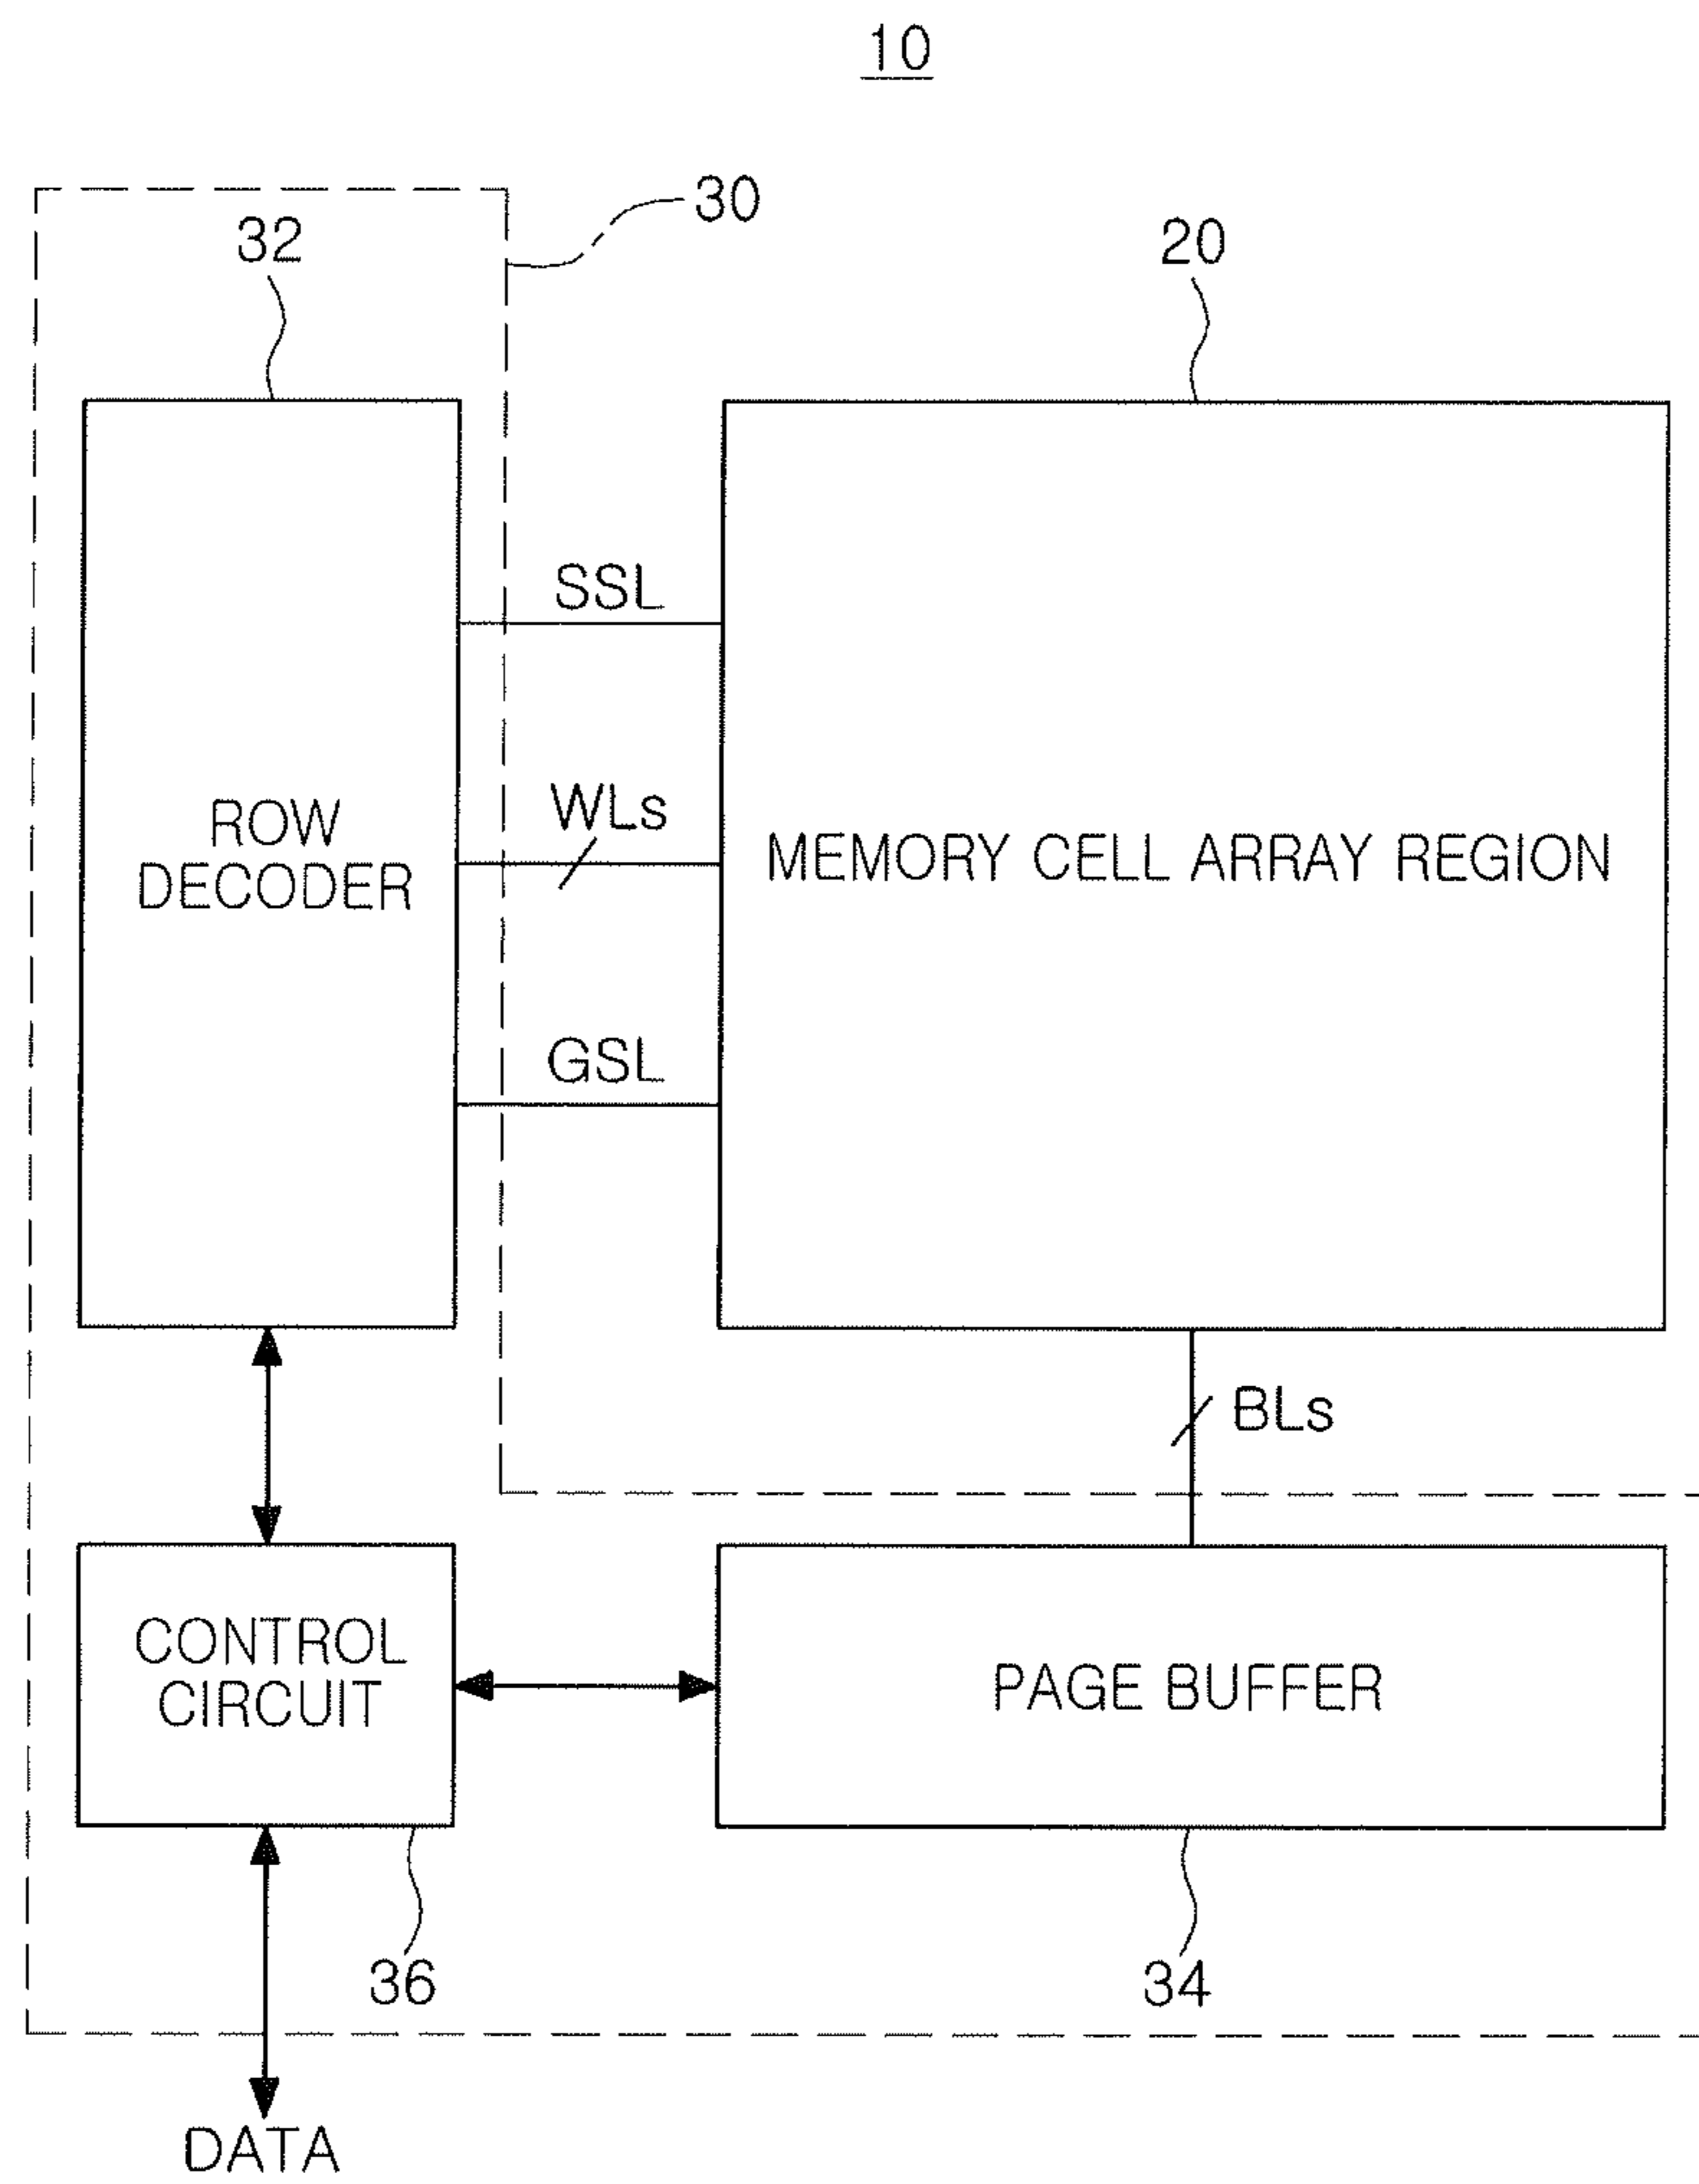 10
30
32
20
SSL
ROW
DECODER
WLs
MEMORY CELL ARRAY REGION
GSL
BLs
CONTROL
CIRCUIT
PAGE BUFFER
36
34
DATA